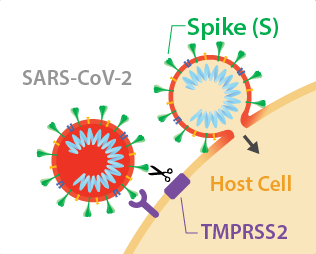 Spike (S)
SARS-CoV-2
Host Cell
TMPRSS2